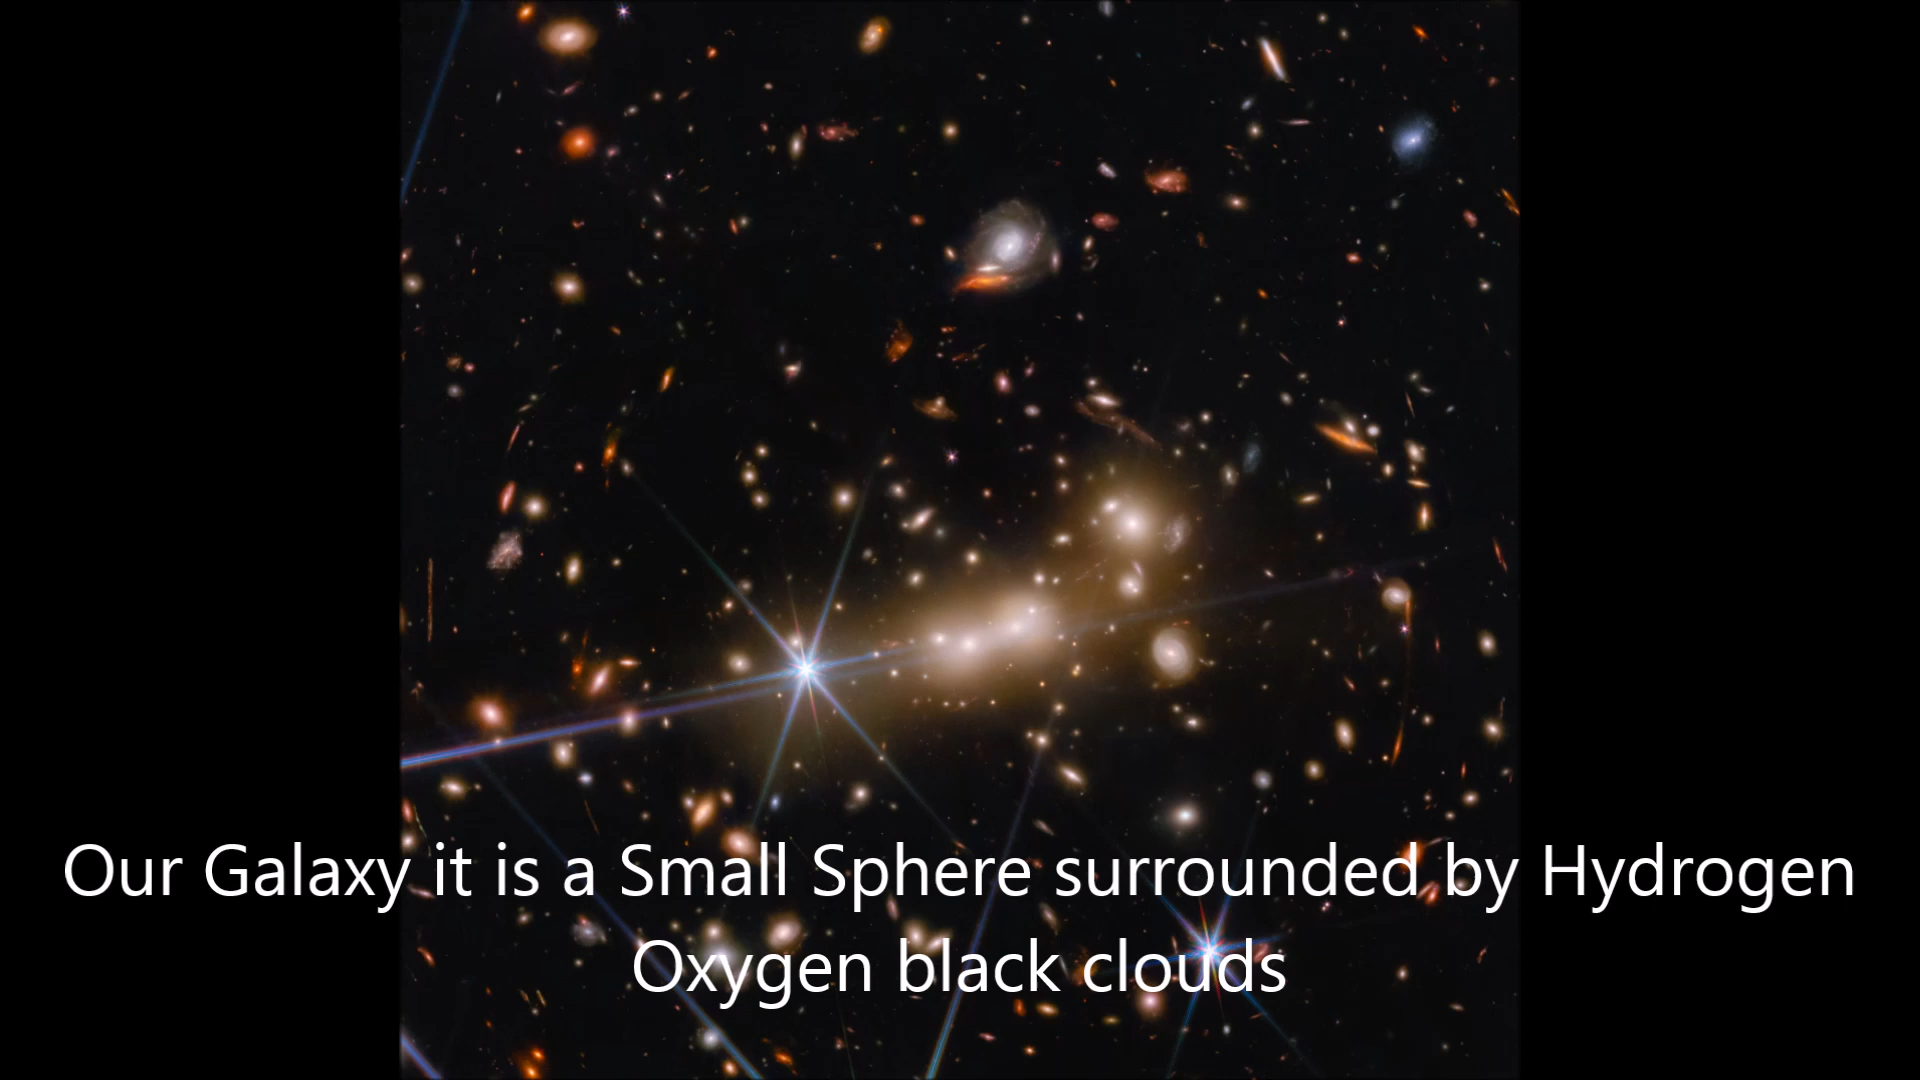 Our Galaxy it is a Small Sphere surrounded by Hydrogen
Oxygen black clouds